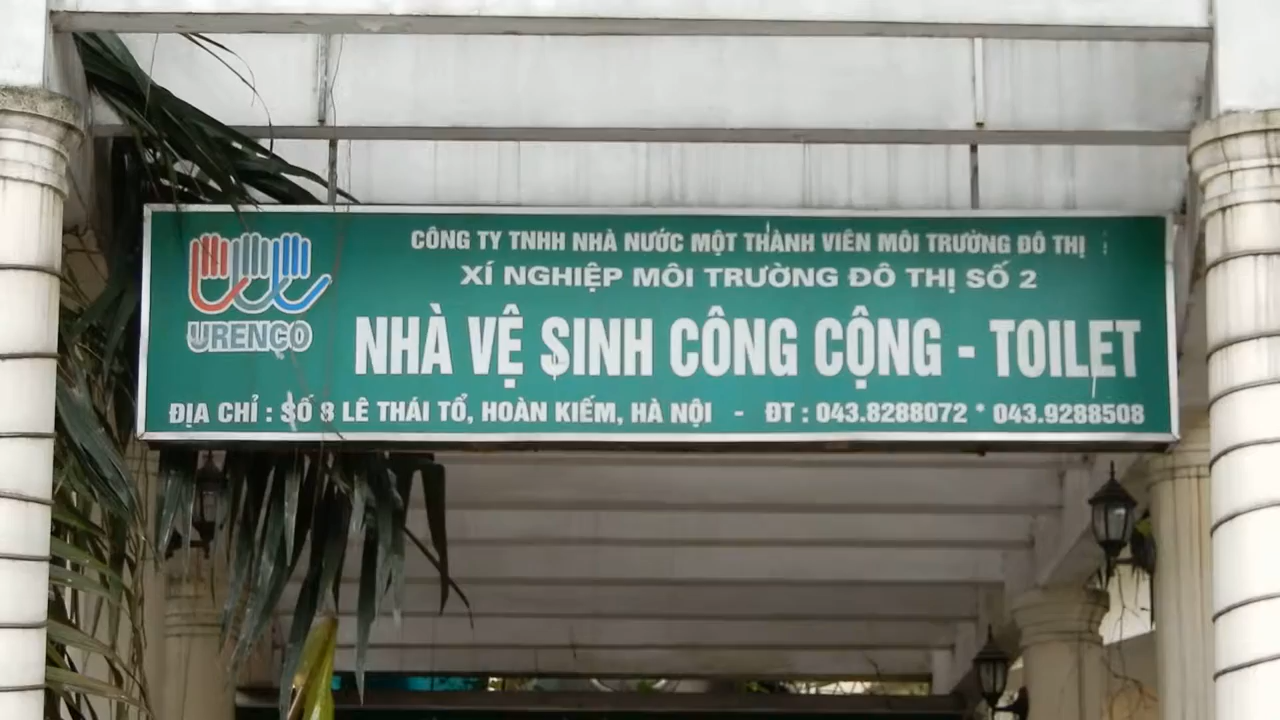 CÔNG TY TNHH NHÀ NƯỚC MỘT THÀNH VIÊN MÔI TRƯỜNG ĐÔ THỊ
XÍ NGHIỆP MÔI TRƯỜNG ĐÔ THỊ SỐ 2
URENCO
NHÀ VỆ SINH CÔNG CỘNG - TOILET
ĐỊA CHỈ : SỐ 8 LÊ THÁI TỔ, HOÀN KIẾM, HÀ NỘI - ĐT : 043.8288072 * 043.9288508